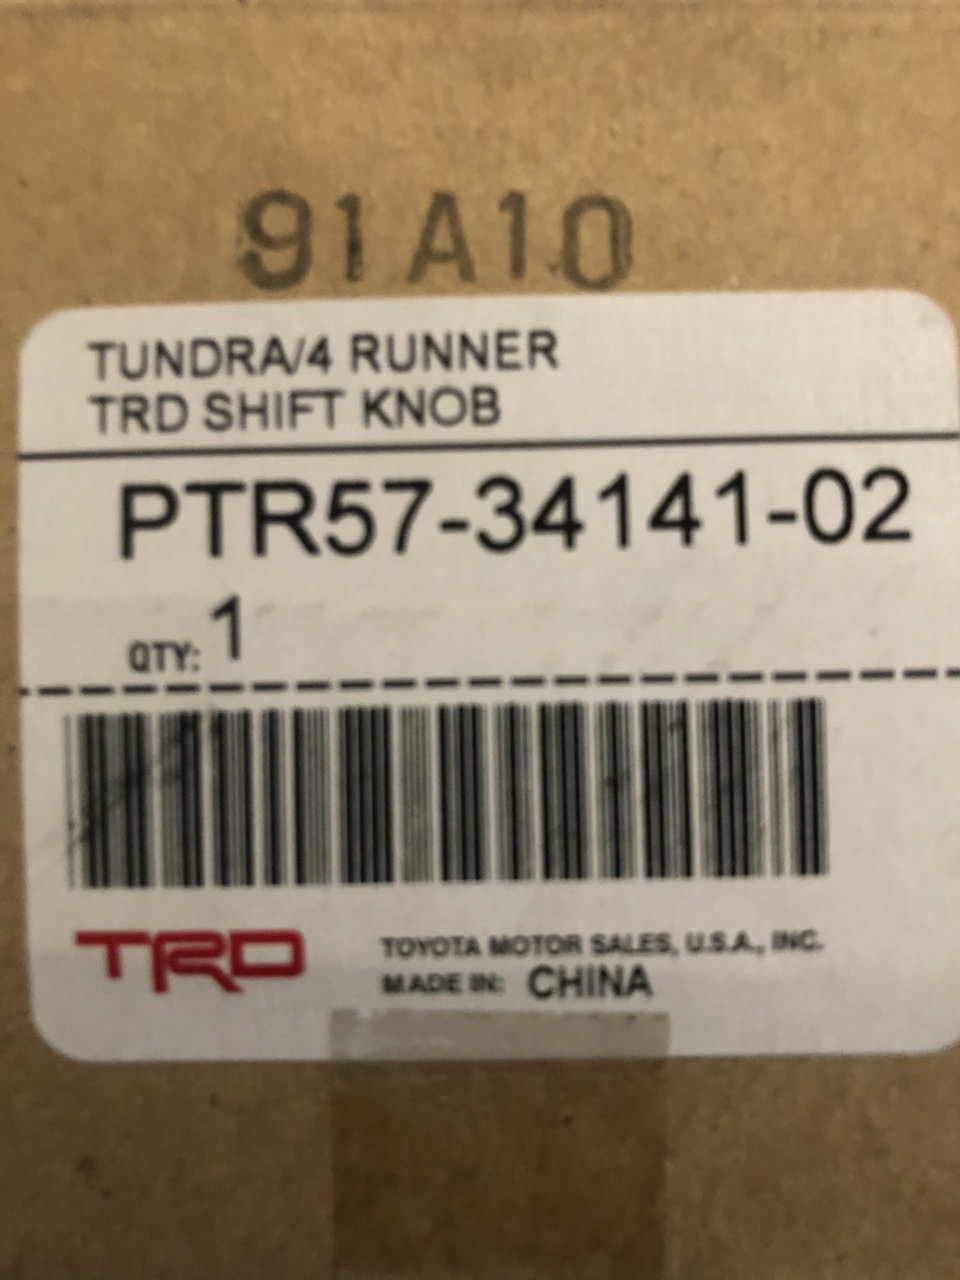 91A10
TUNDRA/4 RUNNER
TRD SHIFT KNOB
PTR57-34141-02
QTY: 1
TRD
TOYOTA MOTOR SALES, U.S.A., INC.
MADE IN: CHINA